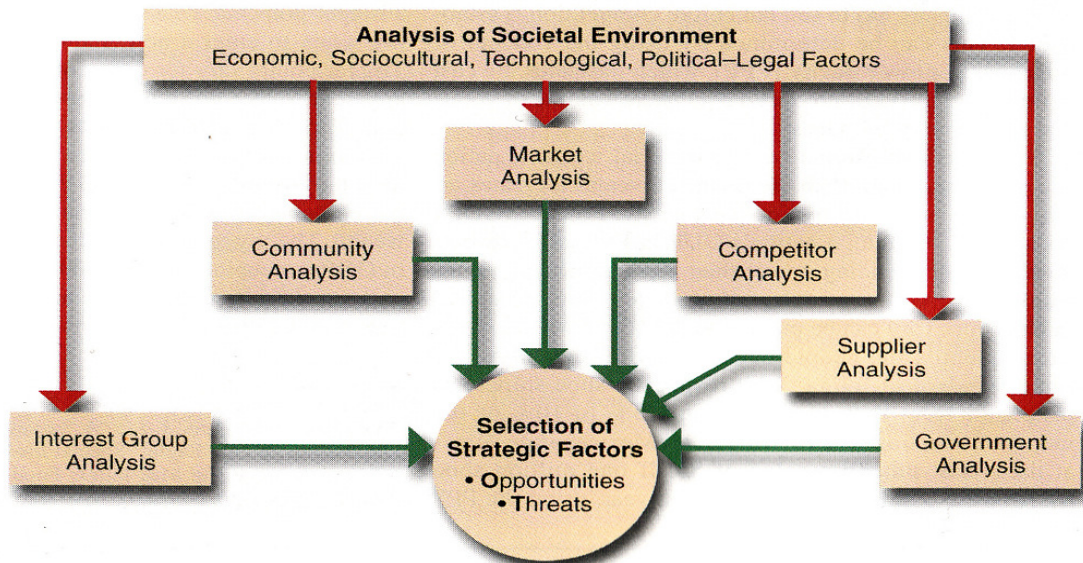 Analysis of Societal Environment
Economic, Sociocultural, Technological, Political–Legal Factors
Market
Analysis
Community
Analysis
Competitor
Analysis
Supplier
Analysis
Interest Group
Analysis
Selection of
Strategic Factors
• Opportunities
• Threats
Government
Analysis